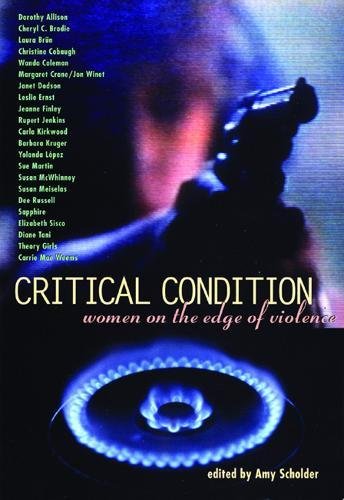 Dorothy Allison
Cheryl C. Brodie
Laura Brün
Christine Cobaugh
Wanda Coleman
Margaret Crane/Jon Winet
Janet Dodson
Leslie Ernst
Jeanne Finley
Rupert Jenkins
Carla Kirkwood
Barbara Kruger
Yolanda López
Sue Martin
Susan McWhinney
Susan Meiselas
Dee Russell
Sapphire
Elizabeth Sisco
Diane Tani
Theory Girls
Carrie Mae Weems
CRITICAL CONDITION
women on the edge of violence
edited by Amy Scholder